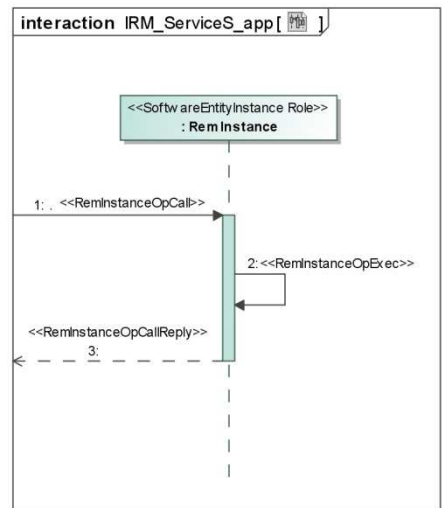 interaction IRM_ServiceS_app[ ]
<<SoftwareEntityInstance Role>>
: RemInstance
1: . <<RemInstanceOpCall>>
2:<<RemInstanceOpExec>>
<<RemInstanceOpCallReply>>
3: